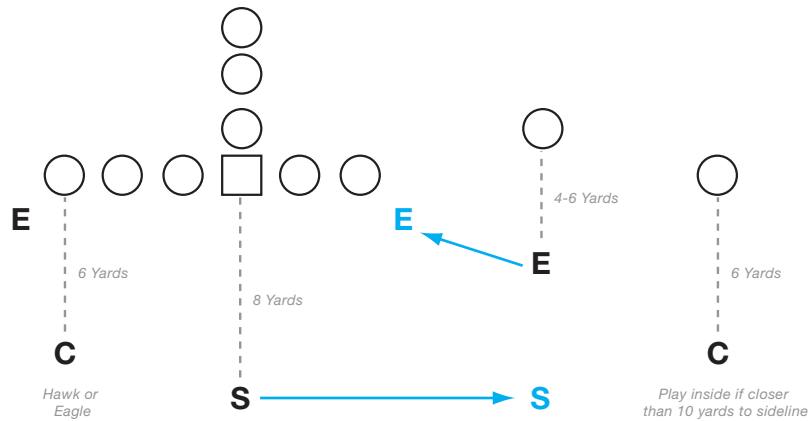 4-6 Yards
E
E
E
6 Yards
6 Yards
8 Yards
C
C
Hawk or
Eagle
S
S
Play inside if closer
than 10 yards to sideline